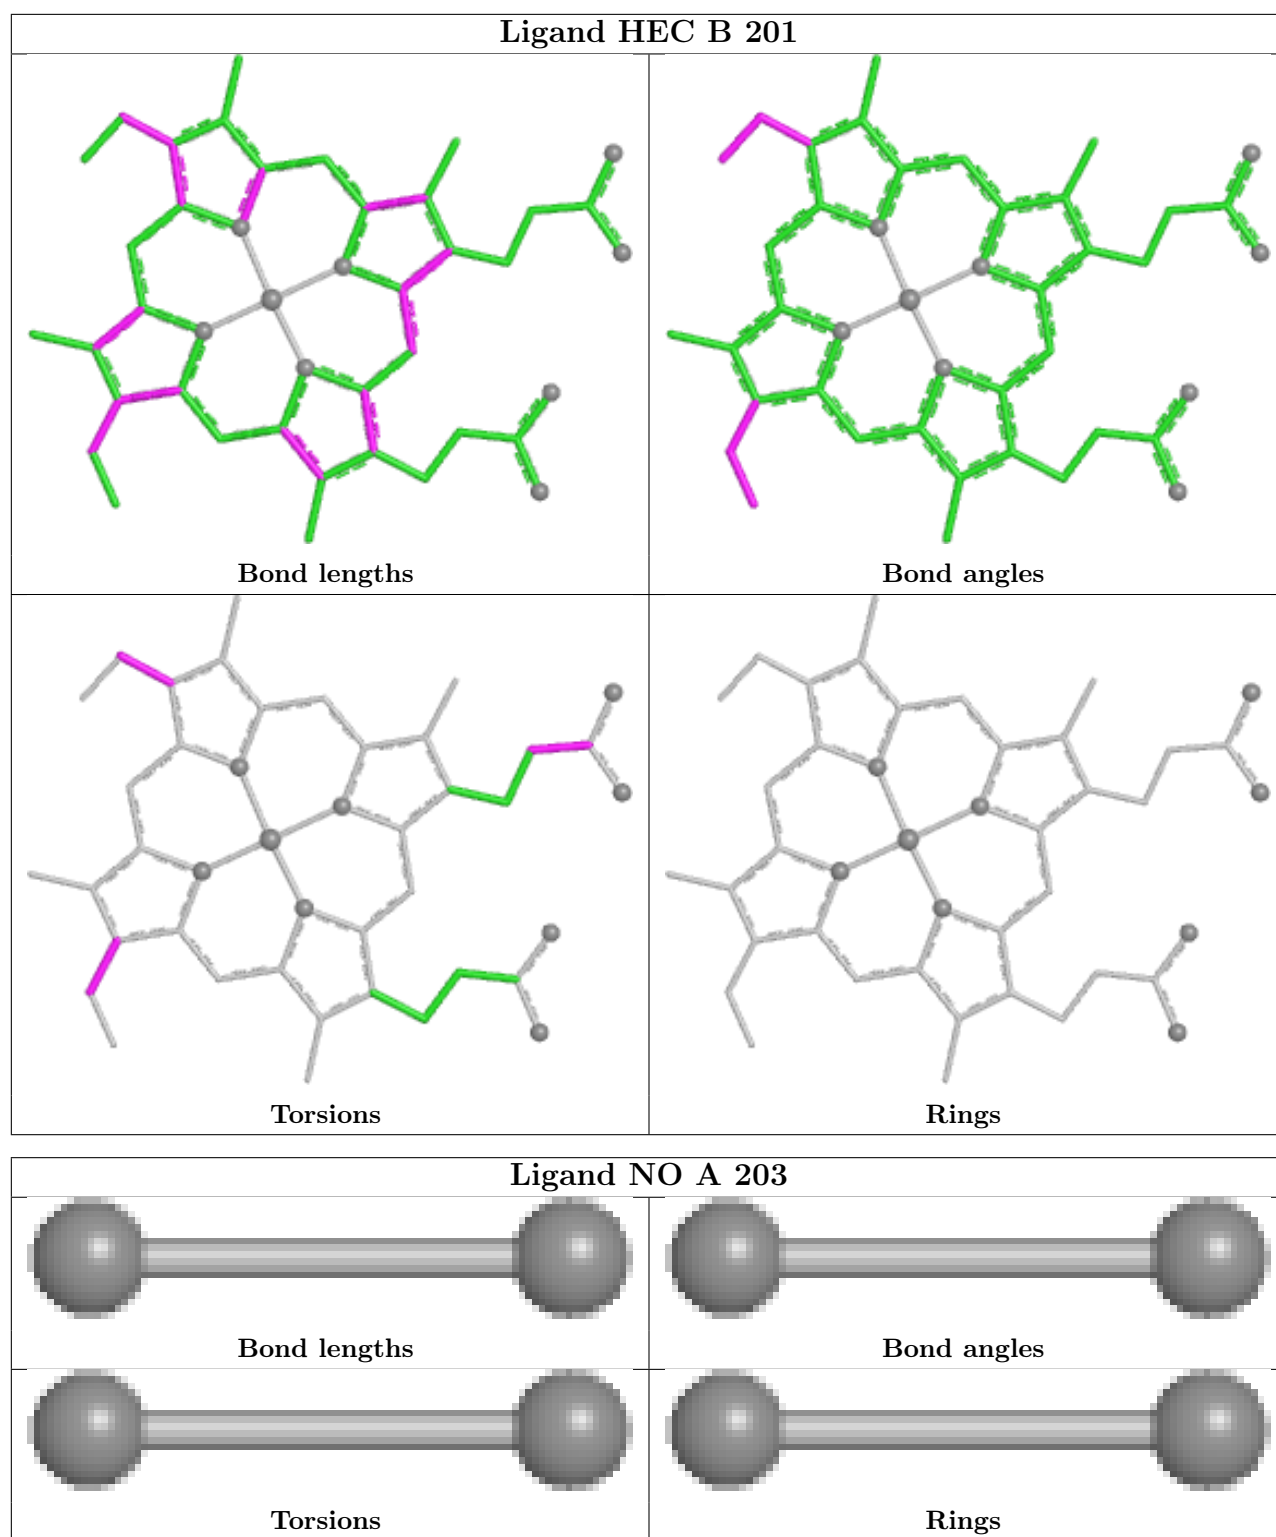 Ligand HEC B 201
Bond lengths
Bond angles
Torsions
Rings
Ligand NO A 203
Bond lengths
Bond angles
Torsions
Rings